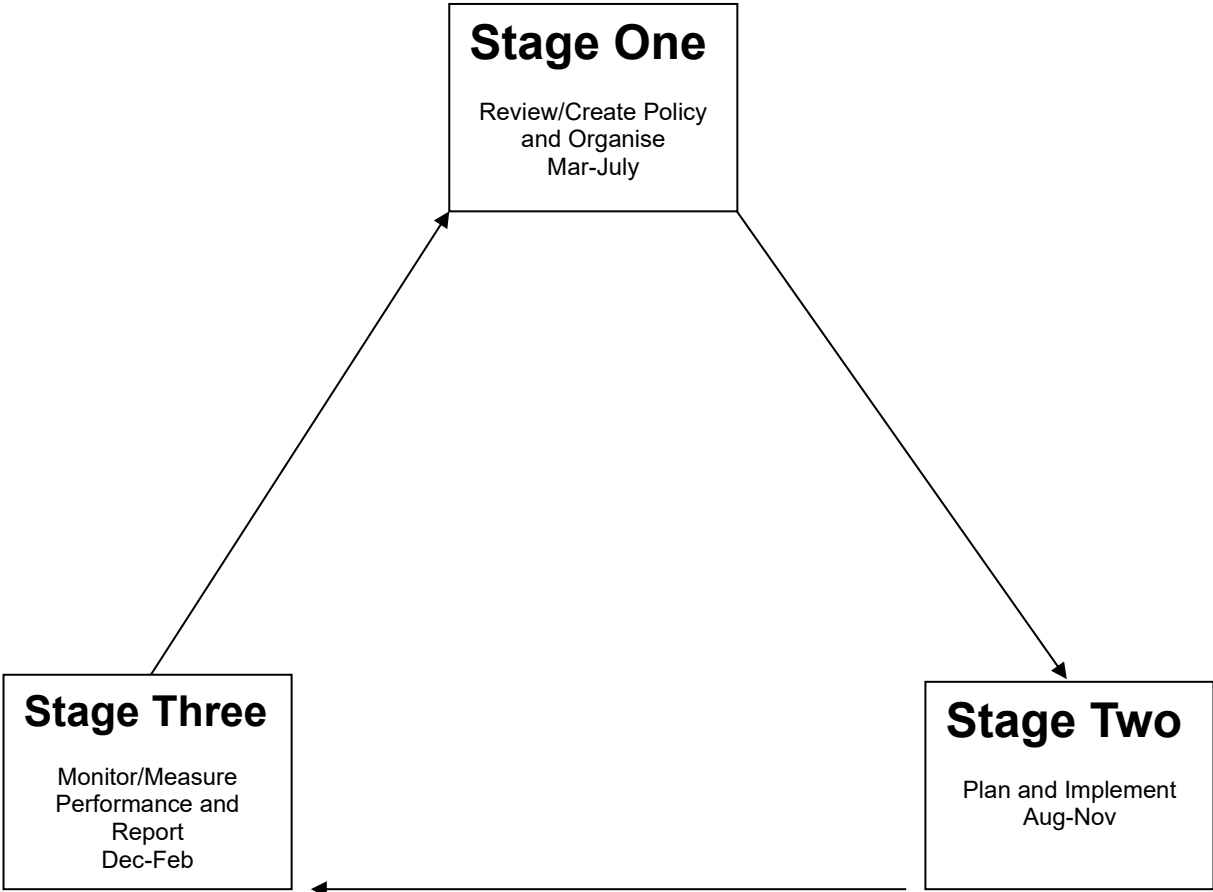 Stage One
Review/Create Policy
and Organise
Mar-July
Stage Three
Monitor/Measure
Performance and
Report
Dec-Feb
Stage Two
Plan and Implement
Aug-Nov